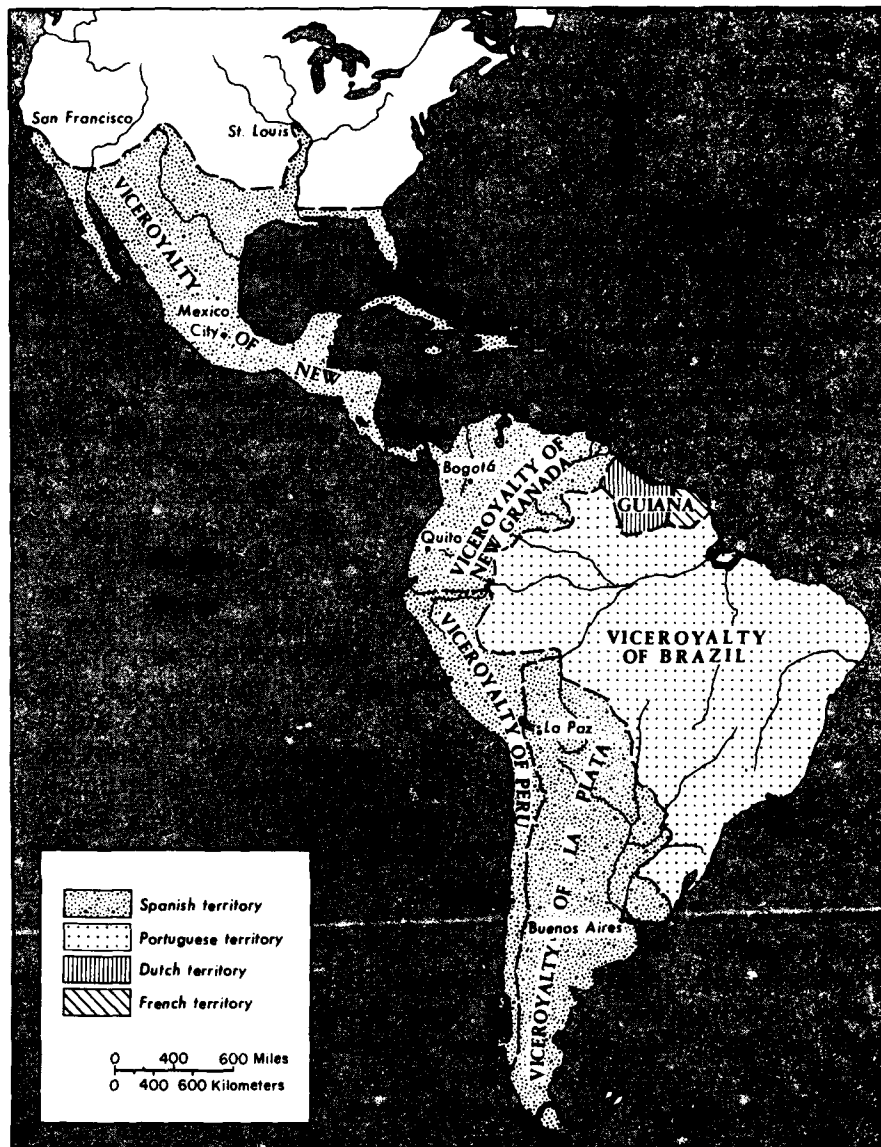 San Francisco
St. Louis
VICEROYALTY
OF
NEW
Mexico
City
Bogotá
Quito
VICEROYALTY OF
NEW GRANADA
GUIANA
VICEROYALTY
OF BRAZIL
VICEROYALTY OF PERU
La Paz
VICEROYALTY OF LA PLATA
Buenos Aires
Spanish territory
Portuguese territory
Dutch territory
French territory
0 400 600 Miles
0 400 600 Kilometers